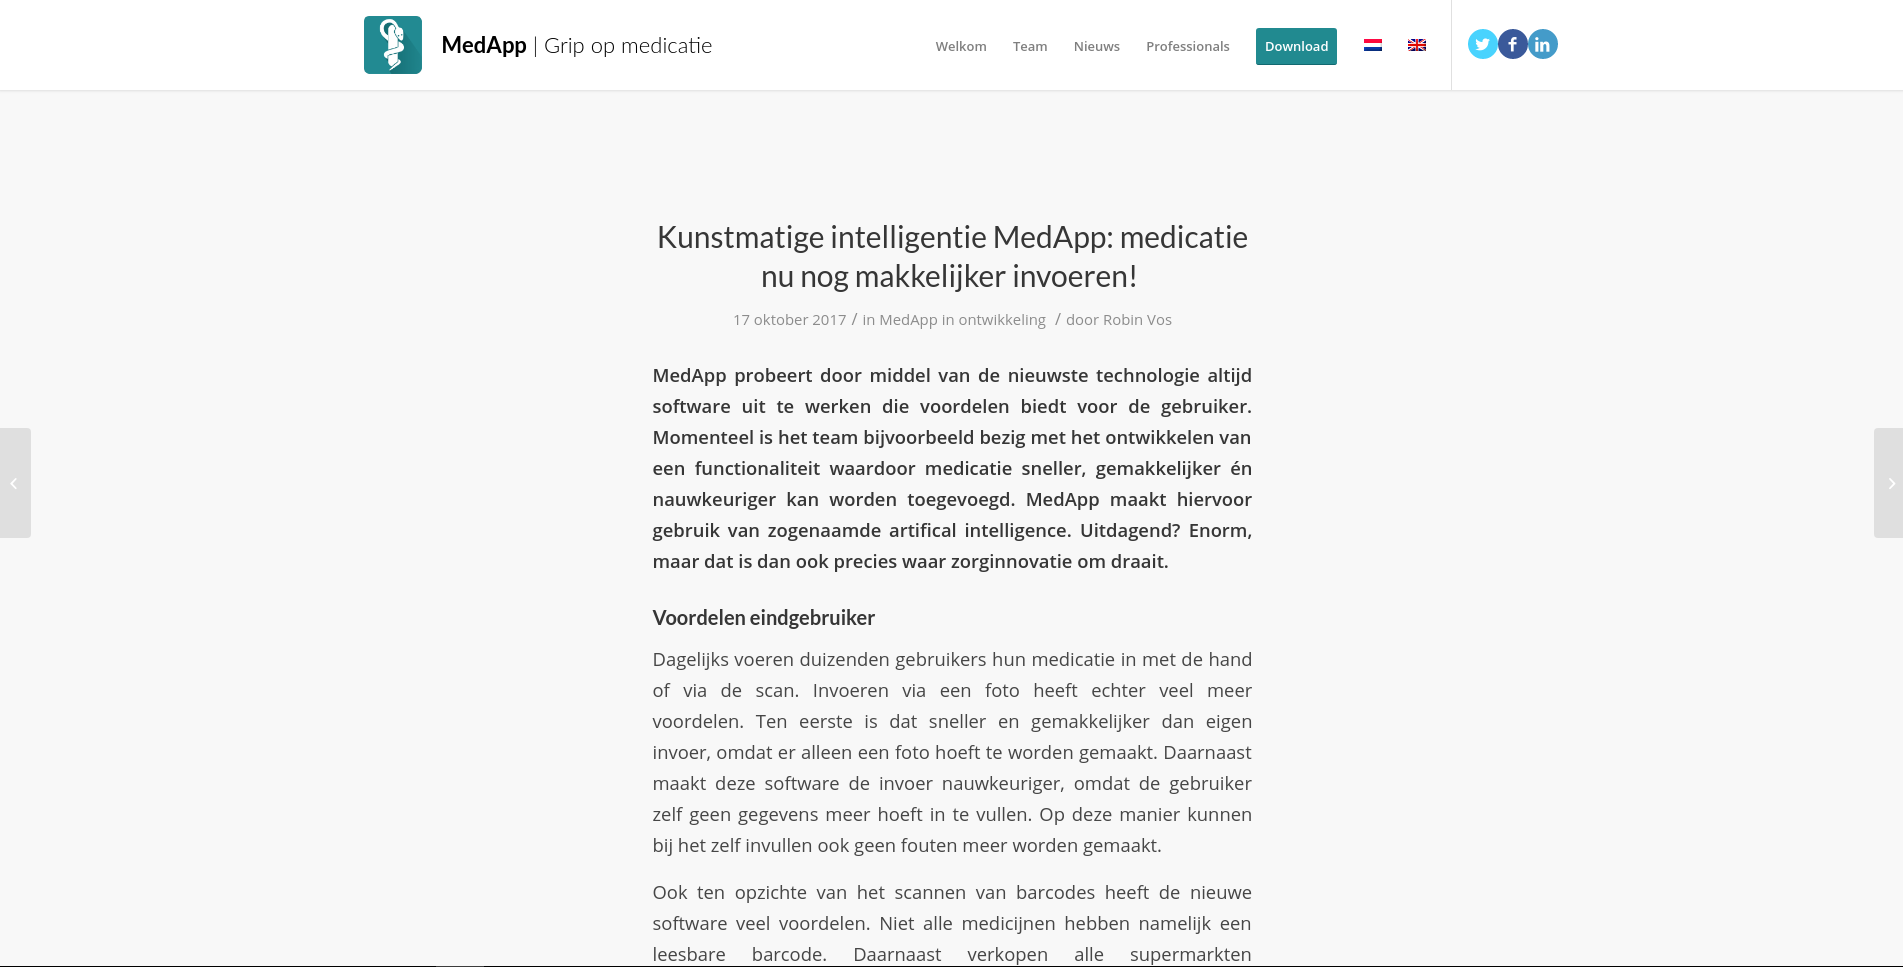 MedApp | Grip op medicatie
Welkom
Team
Nieuws
Professionals
Download
Kunstmatige intelligentie MedApp: medicatie
nu nog makkelijker invoeren!
17 oktober 2017 / in MedApp in ontwikkeling / door Robin Vos
MedApp probeert door middel van de nieuwste technologie altijd
software uit te werken die voordelen biedt voor de gebruiker.
Momenteel is het team bijvoorbeeld bezig met het ontwikkelen van
een functionaliteit waardoor medicatie sneller, gemakkelijker én
nauwkeuriger kan worden toegevoegd. MedApp maakt hiervoor
gebruik van zogenaamde artifical intelligence. Uitdagend? Enorm,
maar dat is dan ook precies waar zorginnovatie om draait.
Voordelen eindgebruiker
Dagelijks voeren duizenden gebruikers hun medicatie in met de hand
of via de scan. Invoeren via een foto heeft echter veel meer
voordelen. Ten eerste is dat sneller en gemakkelijker dan eigen
invoer, omdat er alleen een foto hoeft te worden gemaakt. Daarnaast
maakt deze software de invoer nauwkeuriger, omdat de gebruiker
zelf geen gegevens meer hoeft in te vullen. Op deze manier kunnen
bij het zelf invullen ook geen fouten meer worden gemaakt.
Ook ten opzichte van het scannen van barcodes heeft de nieuwe
software veel voordelen. Niet alle medicijnen hebben namelijk een
leesbare barcode. Daarnaast verkopen alle supermarkten